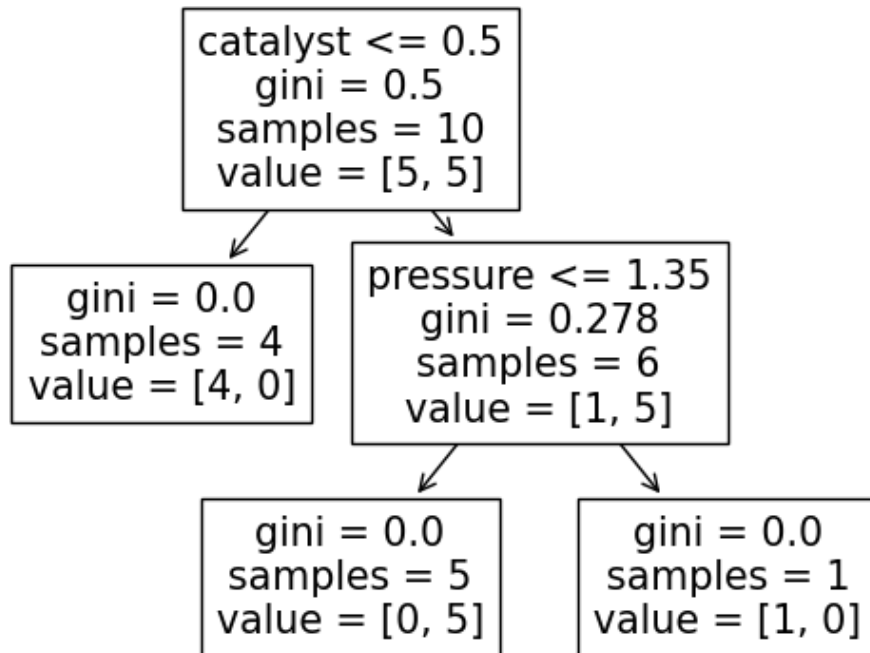 catalyst <= 0.5
gini = 0.5
samples = 10
value = [5, 5]
gini = 0.0
samples = 4
value = [4, 0]
pressure <= 1.35
gini = 0.278
samples = 6
value = [1, 5]
gini = 0.0
samples = 5
value = [0, 5]
gini = 0.0
samples = 1
value = [1, 0]